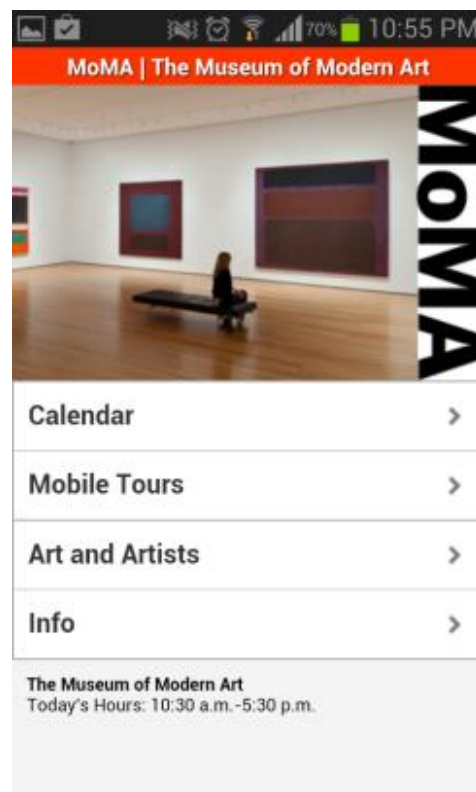 70% 10:55 PM
MoMA | The Museum of Modern Art
MoMA
Calendar
Mobile Tours
Art and Artists
Info
The Museum of Modern Art
Today's Hours: 10:30 a.m.-5:30 p.m.